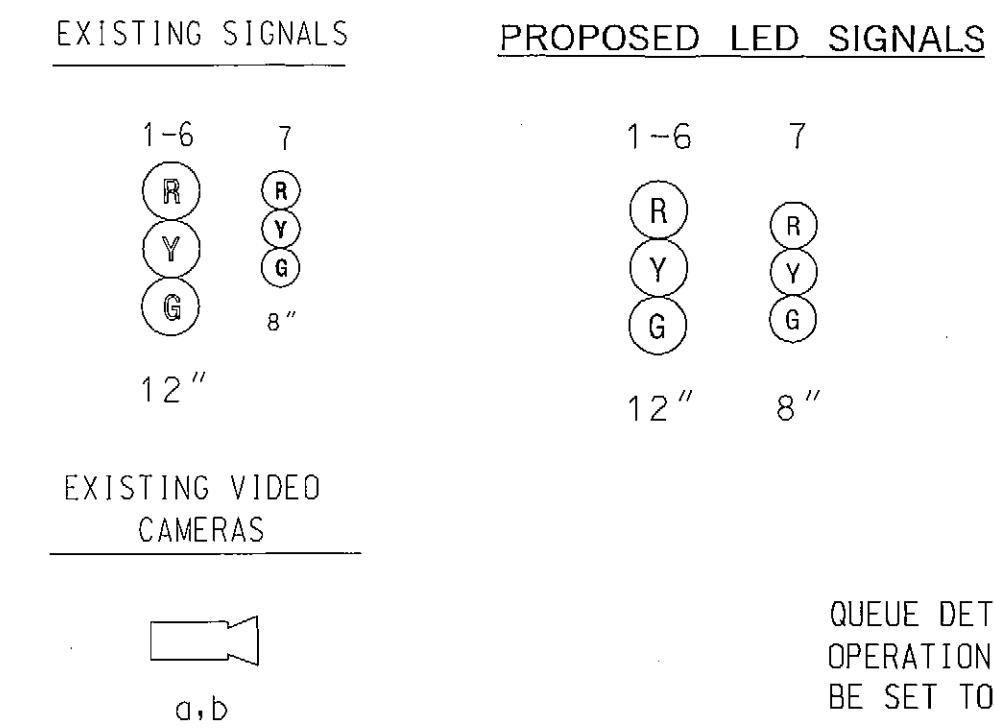 EXISTING SIGNALS
1-6 7
R R
Y Y
G G
8"
12"
PROPOSED LED SIGNALS
1-6 7
R R
Y Y
G G
12" 8"
EXISTING VIDEO
CAMERAS
a,b
QUEUE DET
OPERATION
BE SET TO